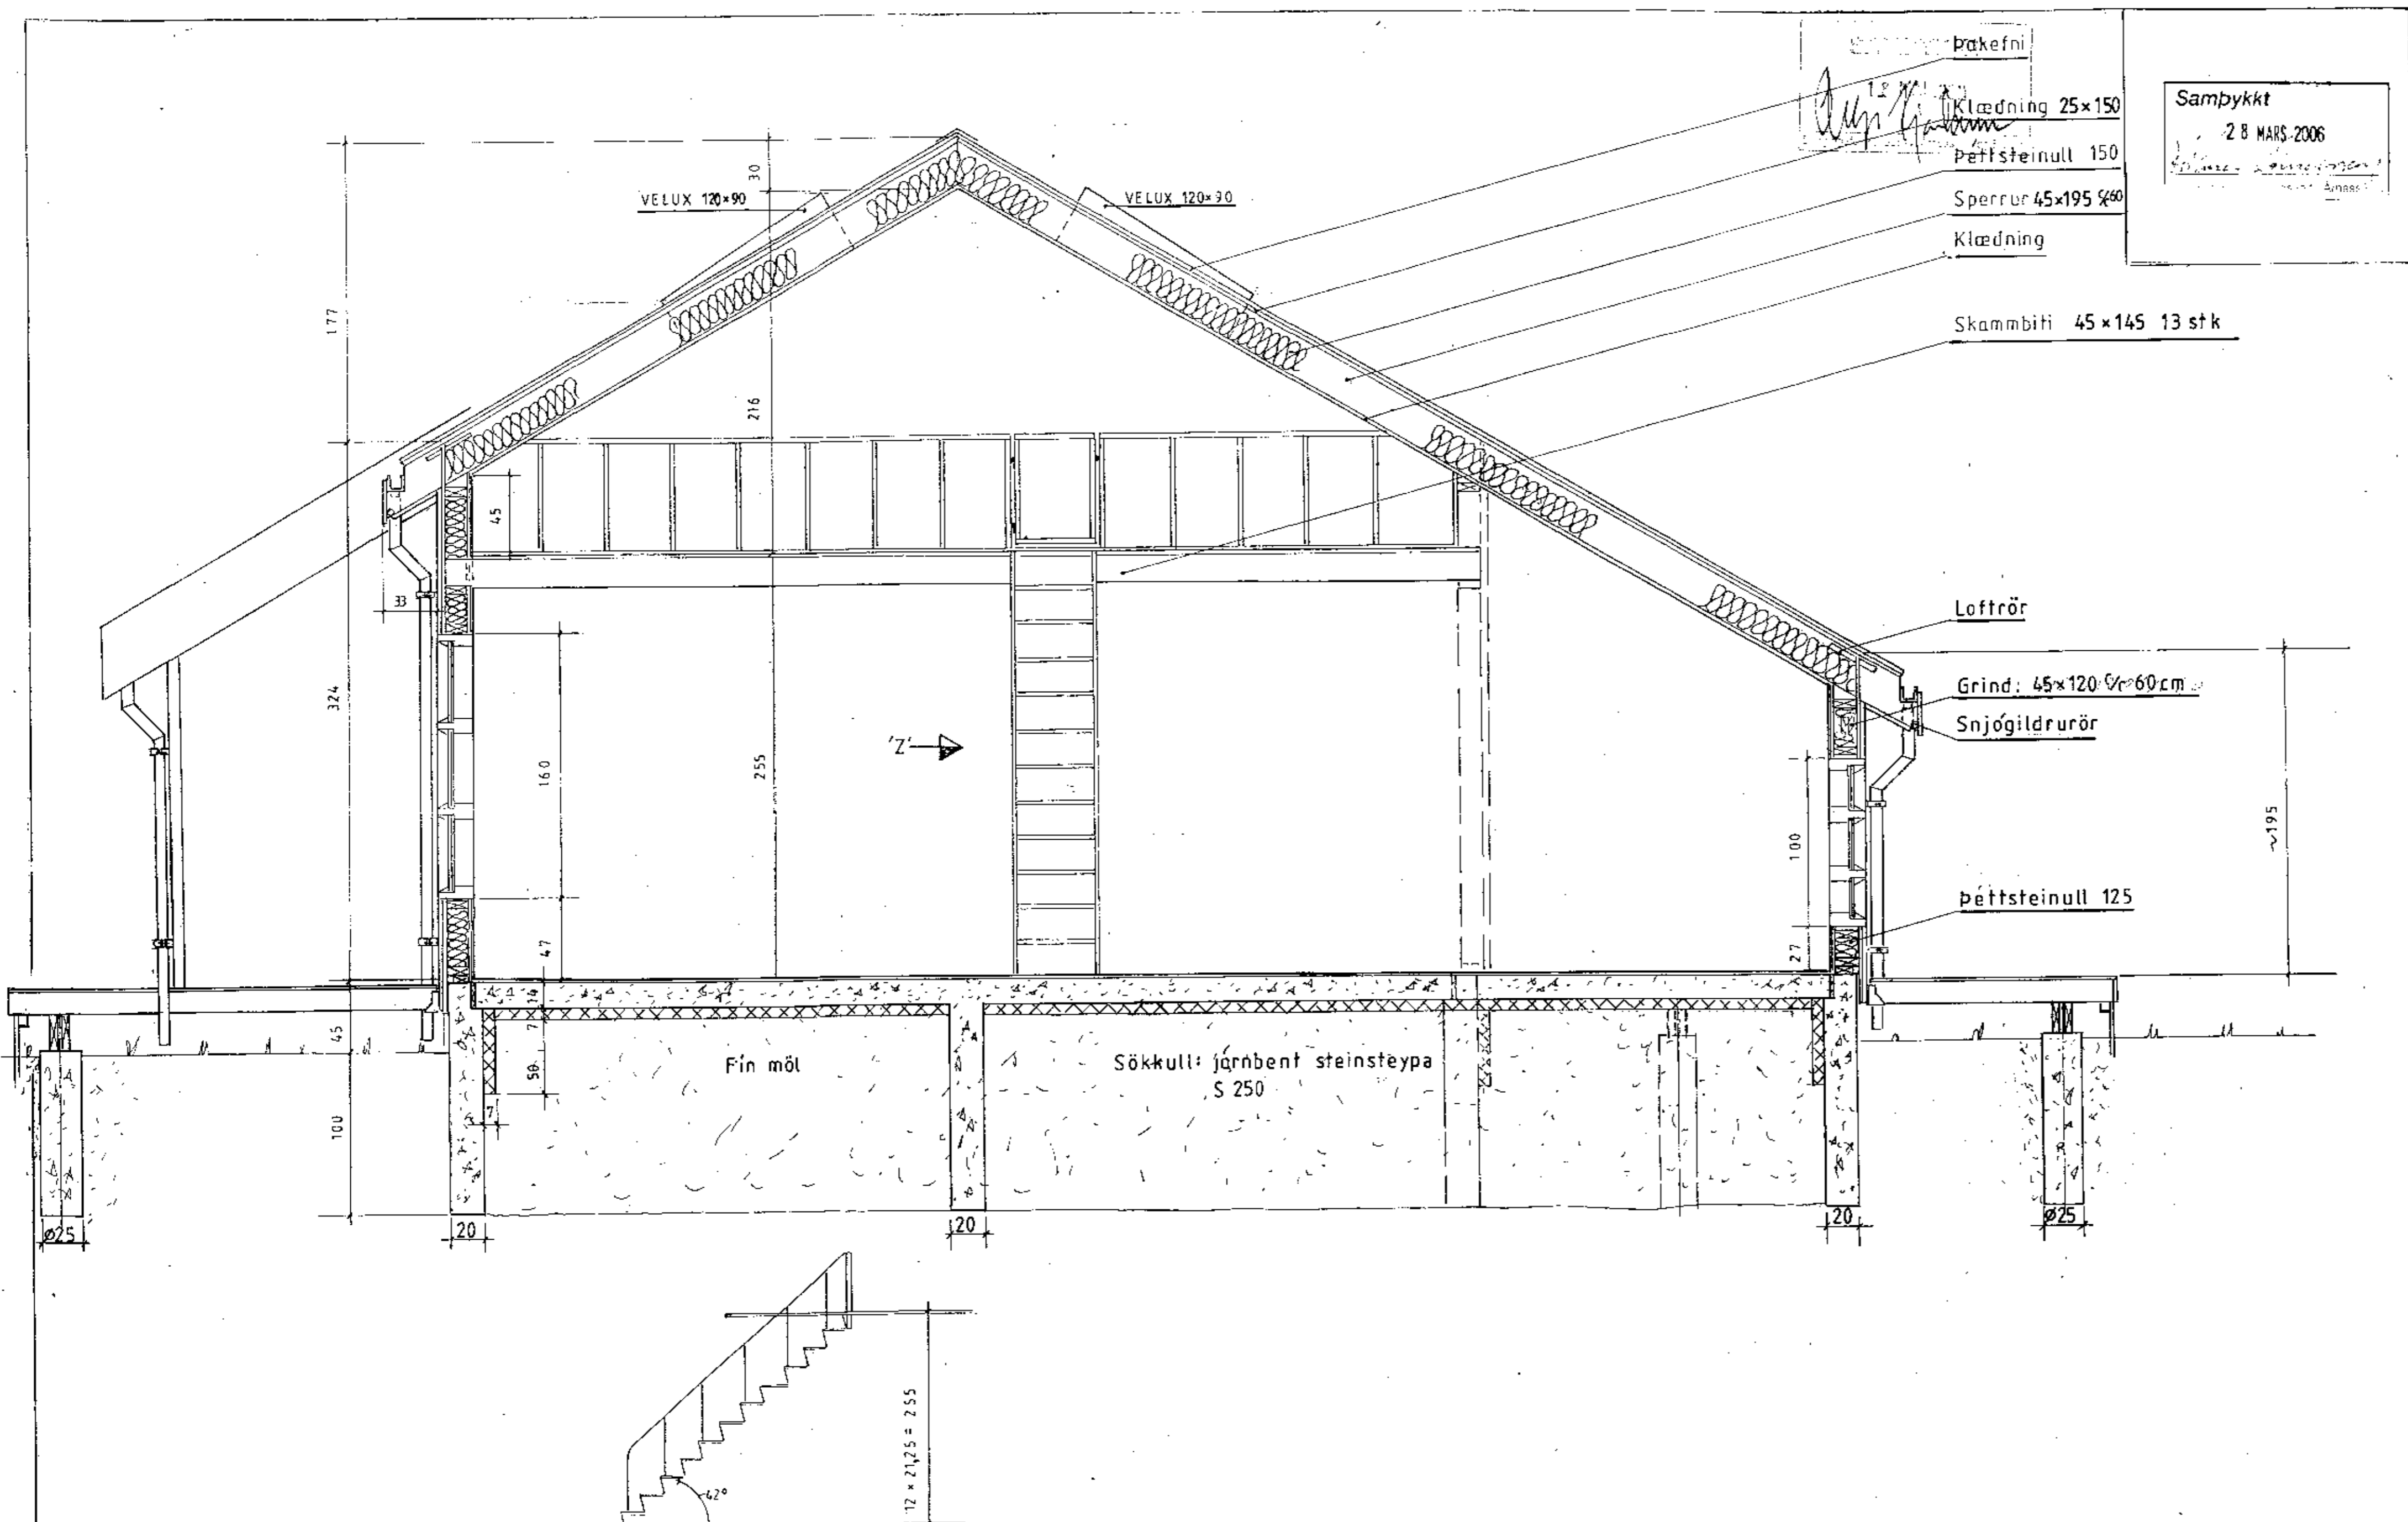 Þakefni
Klædning 25×150
Þéttsteinull 150
Sperrur 45×195 % 60
Klædning
Skammbiti 45×145 13 stk
Samþykkt
28 MARS 2006
VELUX 120×90
VELUX 120×90
30
177
216
45
33
324
160
255
'Z'
47
14
7
50
7
45
100
Loftrör
Grind: 45×120 % 60 cm
Snjógildrurör
Þéttsteinull 125
100
27
~195
Fín möl
Sökkull: járnbent steinsteypa
S 250
ø25
20
20
20
ø25
12 × 21,25 = 255
42°